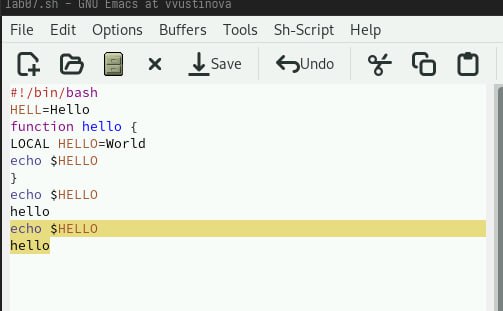 lab07.sh – GNU Emacs at vvustinova
File Edit Options Buffers Tools Sh-Script Help
Save Undo
#!/bin/bash
HELL=Hello
function hello {
LOCAL HELLO=World
echo $HELLO
}
echo $HELLO
hello
echo $HELLO
hello